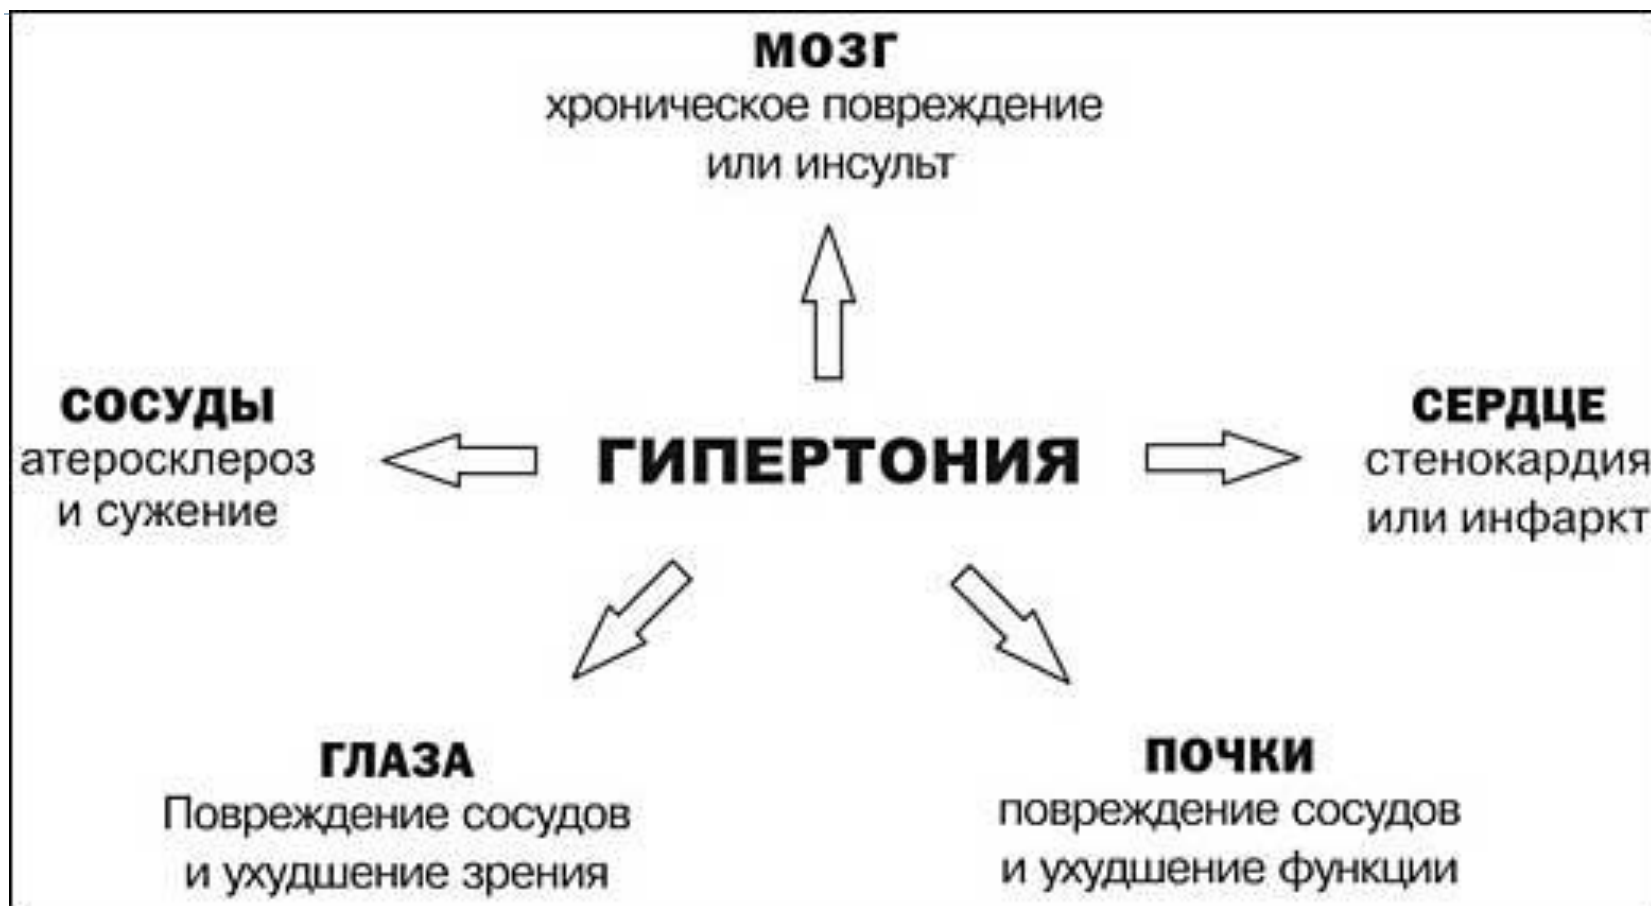 МОЗГ
хроническое повреждение
или инсульт
СОСУДЫ
атеросклероз
и сужение
ГИПЕРТОНИЯ
СЕРДЦЕ
стенокардия
или инфаркт
ГЛАЗА
Повреждение сосудов
и ухудшение зрения
ПОЧКИ
повреждение сосудов
и ухудшение функции